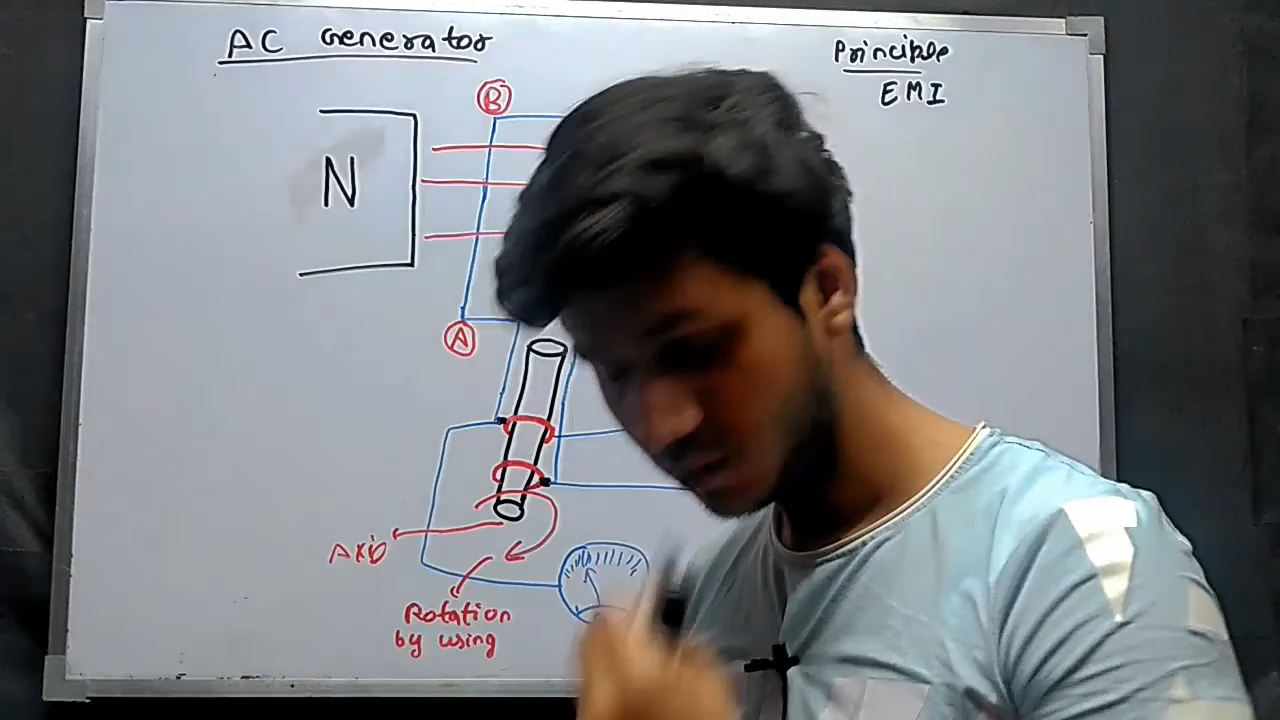 AC Generator
Principle
EMI
B
N
A
AXIS
Rotation
by using